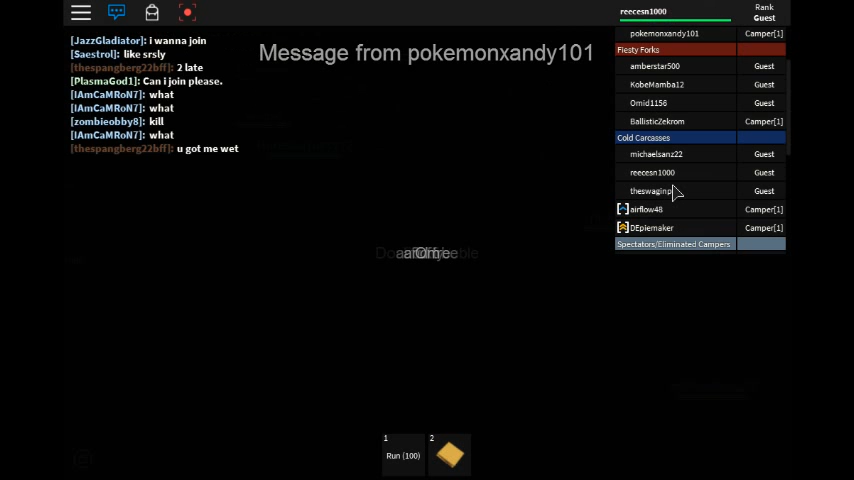 reecesn1000
Rank
Guest
[JazzGladiator]: i wanna join
[Saestrol]: like srsly
[thespangberg22bff]: 2 late
[PlasmaGod1]: Can i join please.
[IAmCaMRoN7]: what
[IAmCaMRoN7]: what
[zombieobby8]: kill
[IAmCaMRoN7]: what
[thespangberg22bff]: u got me wet
Message from pokemonxandy101
pokemonxandy101 Camper[1]
Fiesty Forks
amberstar500 Guest
KobeMamba12 Guest
Omid1156 Guest
BallisticZekrom Camper[1]
Cold Carcasses
michaelsanz22 Guest
reecesn1000 Guest
theswaginp Guest
airflow48 Camper[1]
DEpiemaker Camper[1]
Spectators/Eliminated Campers
1
Run (100)
2